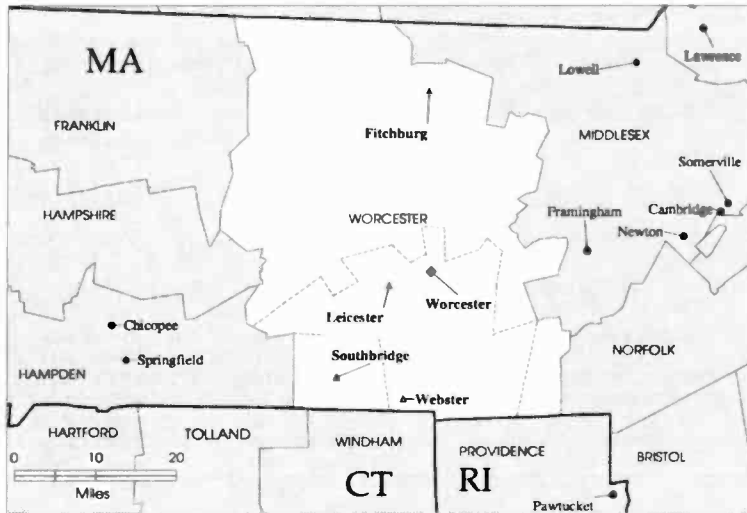 MA
Lawrence
Lowell
FRANKLIN
Fitchburg
MIDDLESEX
Somerville
HAMPSHIRE
WORCESTER
Framingham
Cambridge
Newton
Leicester
Worcester
Chicopee
Springfield
Southbridge
NORFOLK
HAMPDEN
Webster
HARTFORD
TOLLAND
WINDHAM
PROVIDENCE
BRISTOL
0 10 20
Miles
CT
RI
Pawtucket